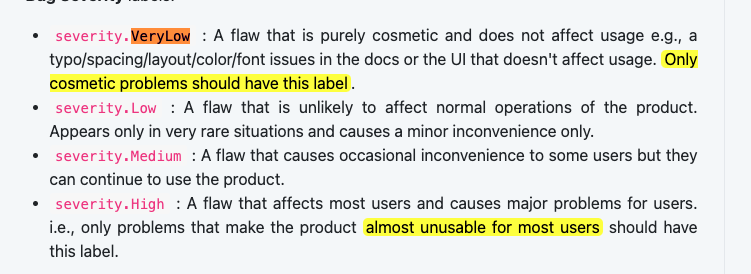 • severity.VeryLow : A flaw that is purely cosmetic and does not affect usage e.g., a
typo/spacing/layout/color/font issues in the docs or the UI that doesn't affect usage. Only
cosmetic problems should have this label.
• severity.Low : A flaw that is unlikely to affect normal operations of the product.
Appears only in very rare situations and causes a minor inconvenience only.
• severity.Medium : A flaw that causes occasional inconvenience to some users but they
can continue to use the product.
• severity.High : A flaw that affects most users and causes major problems for users.
i.e., only problems that make the product almost unusable for most users should have
this label.